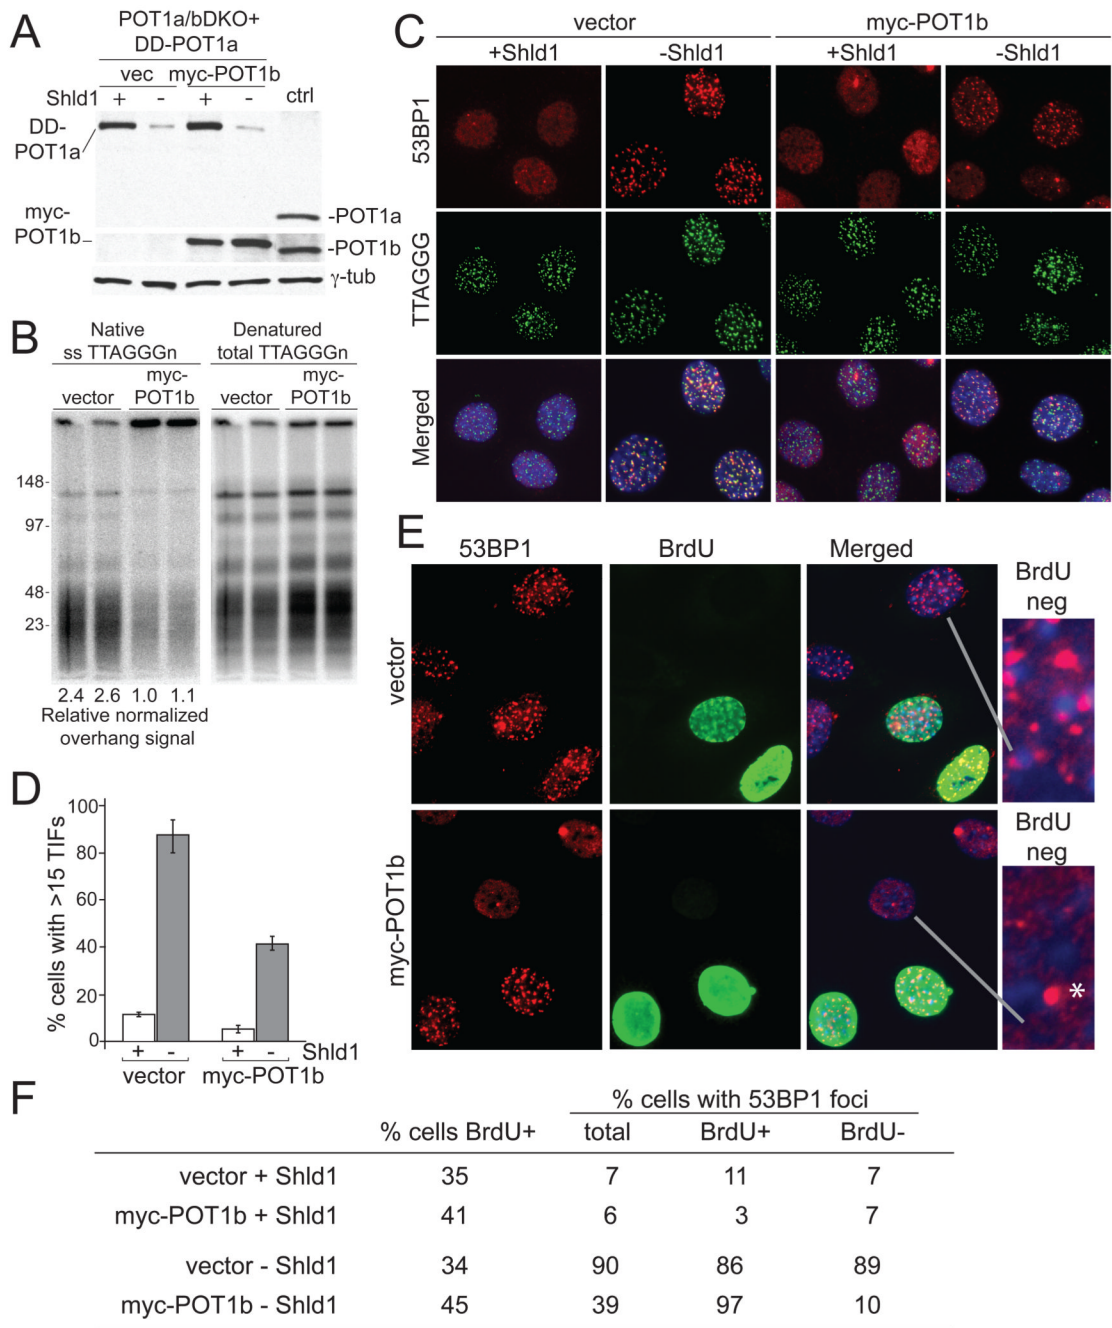 A
POT1a/bDKO+
DD-POT1a
vec myc-POT1b
Shld1 + - + - ctrl
DD-
POT1a
-POT1a
myc-
POT1b
-POT1b
γ-tub
B
Native
ss TTAGGGn
Denatured
total TTAGGGn
vector
myc-
POT1b
vector
myc-
POT1b
148-
97-
48-
23-
2.4 2.6 1.0 1.1
Relative normalized
overhang signal
C
vector myc-POT1b
+Shld1 -Shld1 +Shld1 -Shld1
53BP1
TTAGGG
Merged
D
% cells with >15 TIFs
100
80
60
40
20
0
+ - + - Shld1
vector myc-POT1b
E
53BP1 BrdU Merged
BrdU
neg
vector
BrdU
neg
myc-POT1b
*
F
% cells with 53BP1 foci
% cells BrdU+ total BrdU+ BrdU-
vector + Shld1 35 7 11 7
myc-POT1b + Shld1 41 6 3 7
vector - Shld1 34 90 86 89
myc-POT1b - Shld1 45 39 97 10